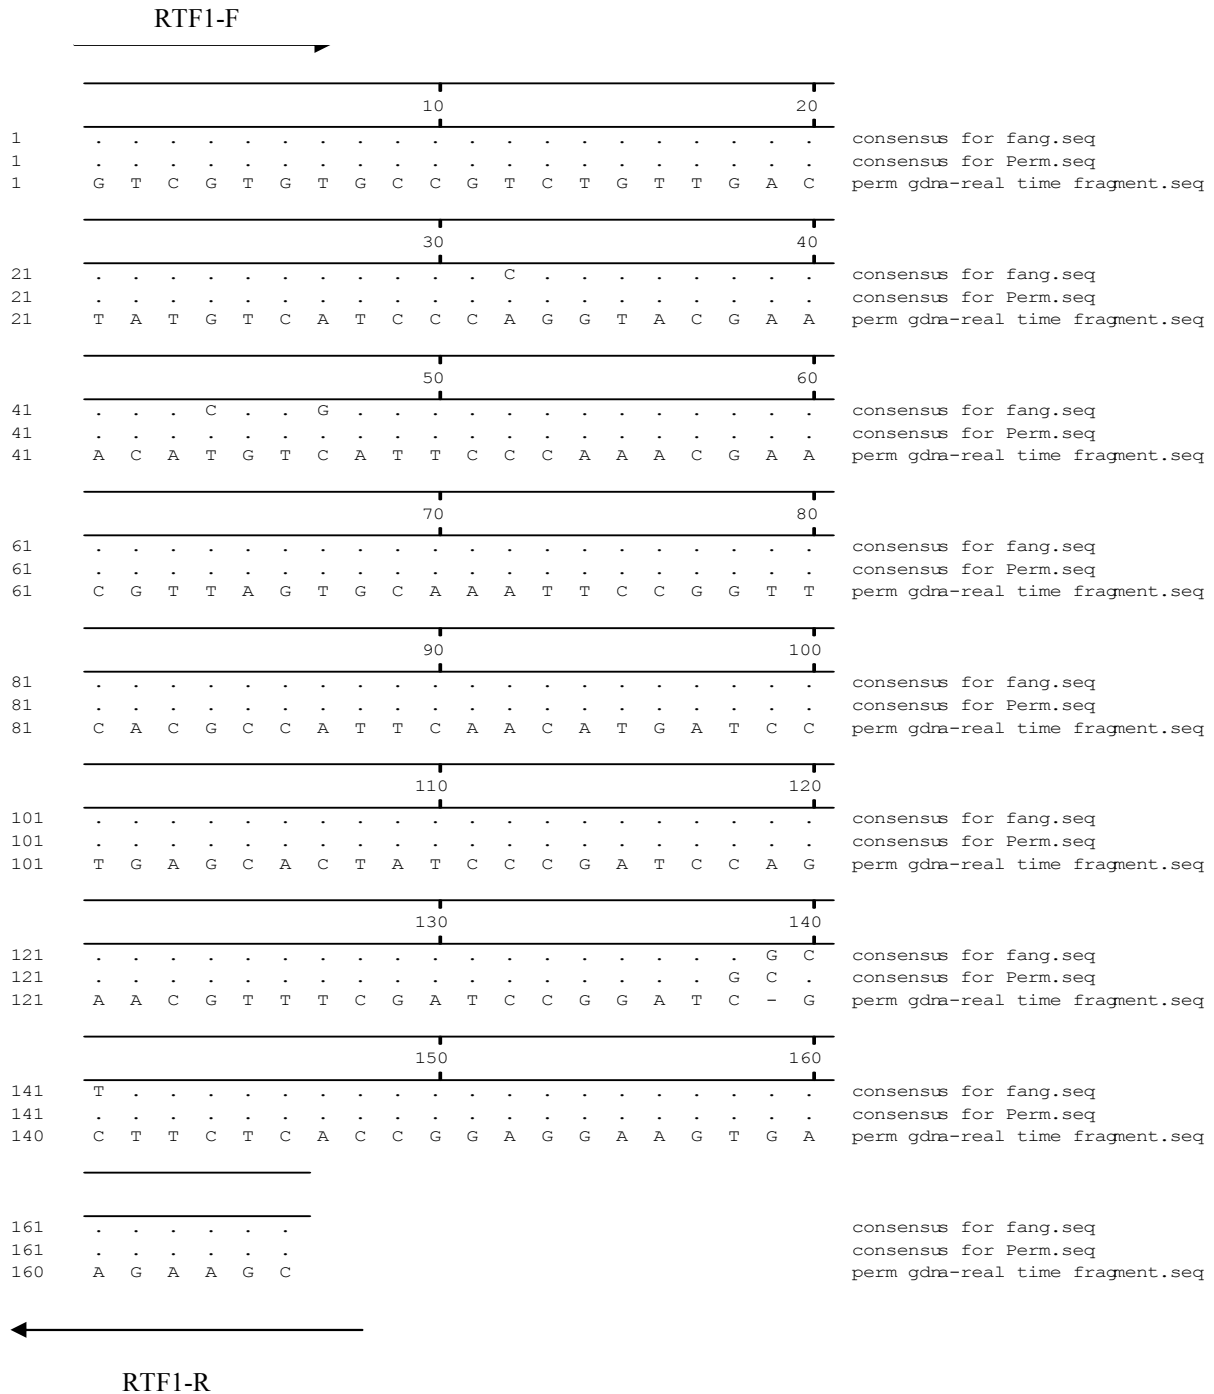 RTF1-F
10 20
1 . . . . . . . . . . . . . . . . . . . . consensus for fang.seq
1 . . . . . . . . . . . . . . . . . . . . consensus for Perm.seq
1 G T C G T G T G C C G T C T G T T G A C perm gdna-real time fragment.seq
30 40
21 . . . . . . . . . . . C . . . . . . . . consensus for fang.seq
21 . . . . . . . . . . . . . . . . . . . . consensus for Perm.seq
21 T A T G T C A T C C C A G G T A C G A A perm gdna-real time fragment.seq
50 60
41 . . . C . . G . . . . . . . . . . . . . consensus for fang.seq
41 . . . . . . . . . . . . . . . . . . . . consensus for Perm.seq
41 A C A T G T C A T T C C C A A A C G A A perm gdna-real time fragment.seq
70 80
61 . . . . . . . . . . . . . . . . . . . . consensus for fang.seq
61 . . . . . . . . . . . . . . . . . . . . consensus for Perm.seq
61 C G T T A G T G C A A A T T C C G G T T perm gdna-real time fragment.seq
90 100
81 . . . . . . . . . . . . . . . . . . . . consensus for fang.seq
81 . . . . . . . . . . . . . . . . . . . . consensus for Perm.seq
81 C A C G C C A T T C A A C A T G A T C C perm gdna-real time fragment.seq
110 120
101 . . . . . . . . . . . . . . . . . . . . consensus for fang.seq
101 . . . . . . . . . . . . . . . . . . . . consensus for Perm.seq
101 T G A G C A C T A T C C C G A T C C A G perm gdna-real time fragment.seq
130 140
121 . . . . . . . . . . . . . . . . . . G C consensus for fang.seq
121 . . . . . . . . . . . . . . . . . G C . consensus for Perm.seq
121 A A C G T T T C G A T C C G G A T C - G perm gdna-real time fragment.seq
150 160
141 T . . . . . . . . . . . . . . . . . . . consensus for fang.seq
141 . . . . . . . . . . . . . . . . . . . . consensus for Perm.seq
140 C T T C T C A C C G G A G G A A G T G A perm gdna-real time fragment.seq
161 . . . . . . consensus for fang.seq
161 . . . . . . consensus for Perm.seq
160 A G A A G C perm gdna-real time fragment.seq
RTF1-R